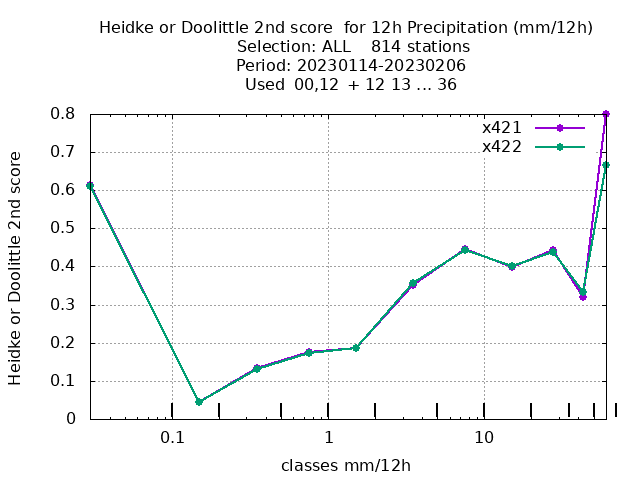 Heidke or Doolittle 2nd score  for 12h Precipitation (mm/12h)
Selection: ALL    814 stations
Period: 20230114-20230206
Used  00,12  + 12 13 ... 36
x421
x422
Heidke or Doolittle 2nd score
0.8
0.7
0.6
0.5
0.4
0.3
0.2
0.1
0
0.1 1 10
classes mm/12h